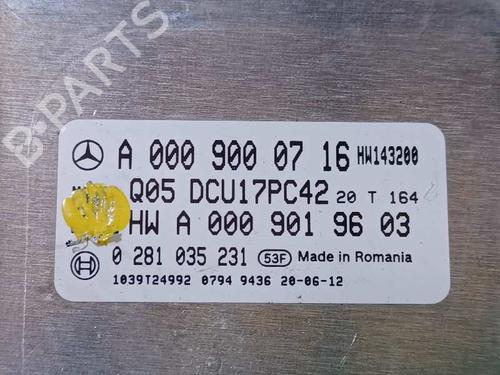 B-PARTS
A 000 900 07 16 HW143200
Q05 DCU17PC42 20 T 164
HW A 000 901 96 03
0 281 035 231 53F Made in Romania
1039T24992 0794 9436 20-06-12